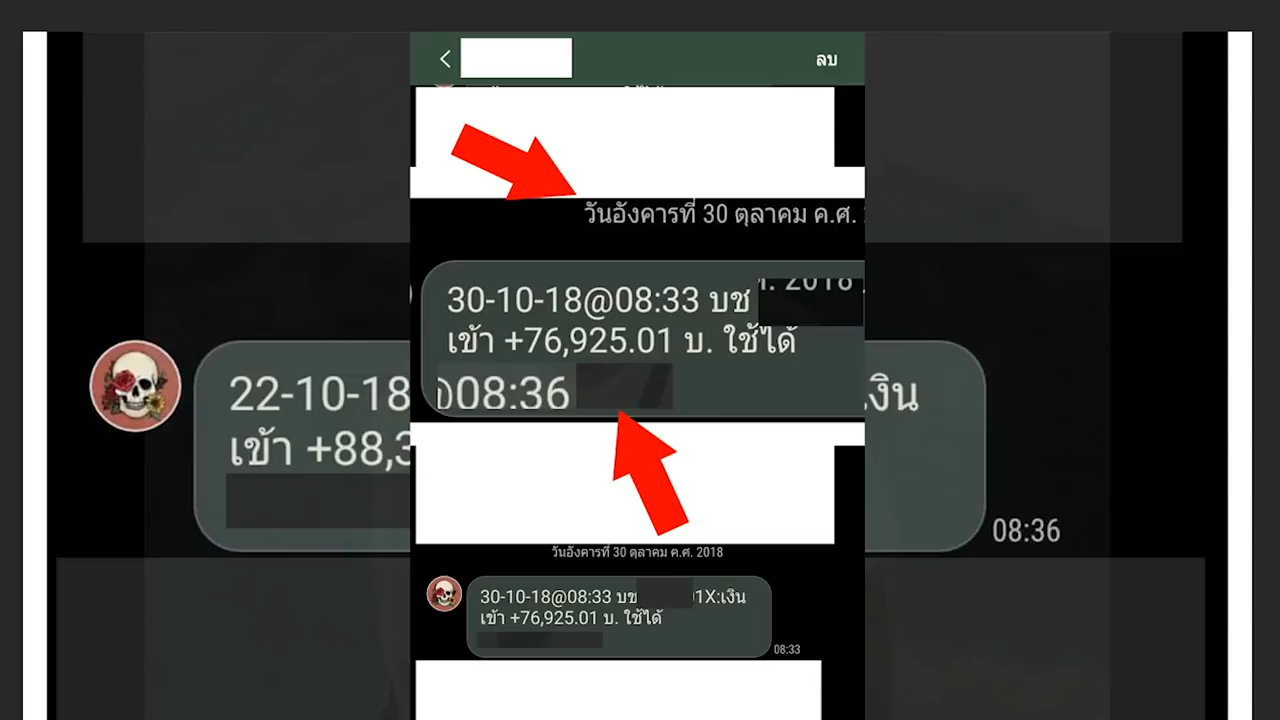 ลบ
วันอังคารที่ 30 ตุลาคม ค.ศ.
30-10-18@08:33 บช
ค. 2018
เข้า +76,925.01 บ. ใช้ได้
@08:36
22-10-18
:เงิน
เข้า +88,3
08:36
วันอังคารที่ 30 ตุลาคม ค.ศ. 2018
30-10-18@08:33 บช 01X:เงิน
เข้า +76,925.01 บ. ใช้ได้
08:33